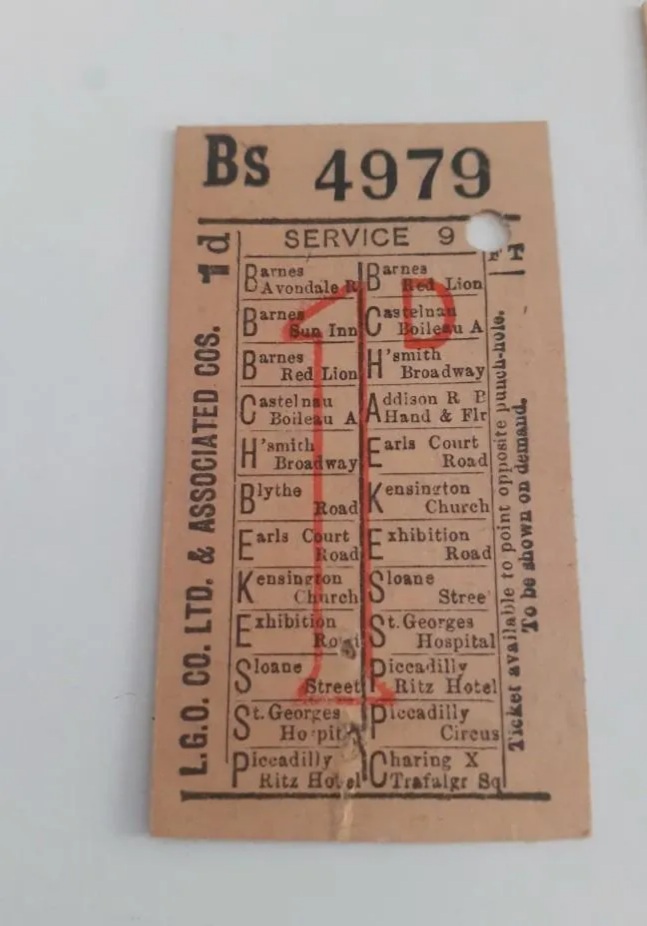 Bs 4979
1d
SERVICE 9
FT
L.G.O. CO. LTD. & ASSOCIATED COS.
Barnes
Avondale R
Barnes
Sun Inn
Barnes
Red Lion
Castelnau
Boileau A
H'smith
Broadway
Blythe
Road
Earls Court
Road
Kensington
Church
Exhibition
Road
Sloane
Street
St. Georges
Hospital
Piccadilly
Ritz Hotel
Barnes
Red Lion
Castelnau
Boileau A
H'smith
Broadway
Addison R
Hand & Flr
Earls Court
Road
Kensington
Church
Exhibition
Road
Sloane
Stree
St. Georges
Hospital
Piccadilly
Ritz Hotel
Piccadilly
Circus
Charing X
Trafalgr Sq
1D
Ticket available to point opposite punch-hole.
To be shown on demand.